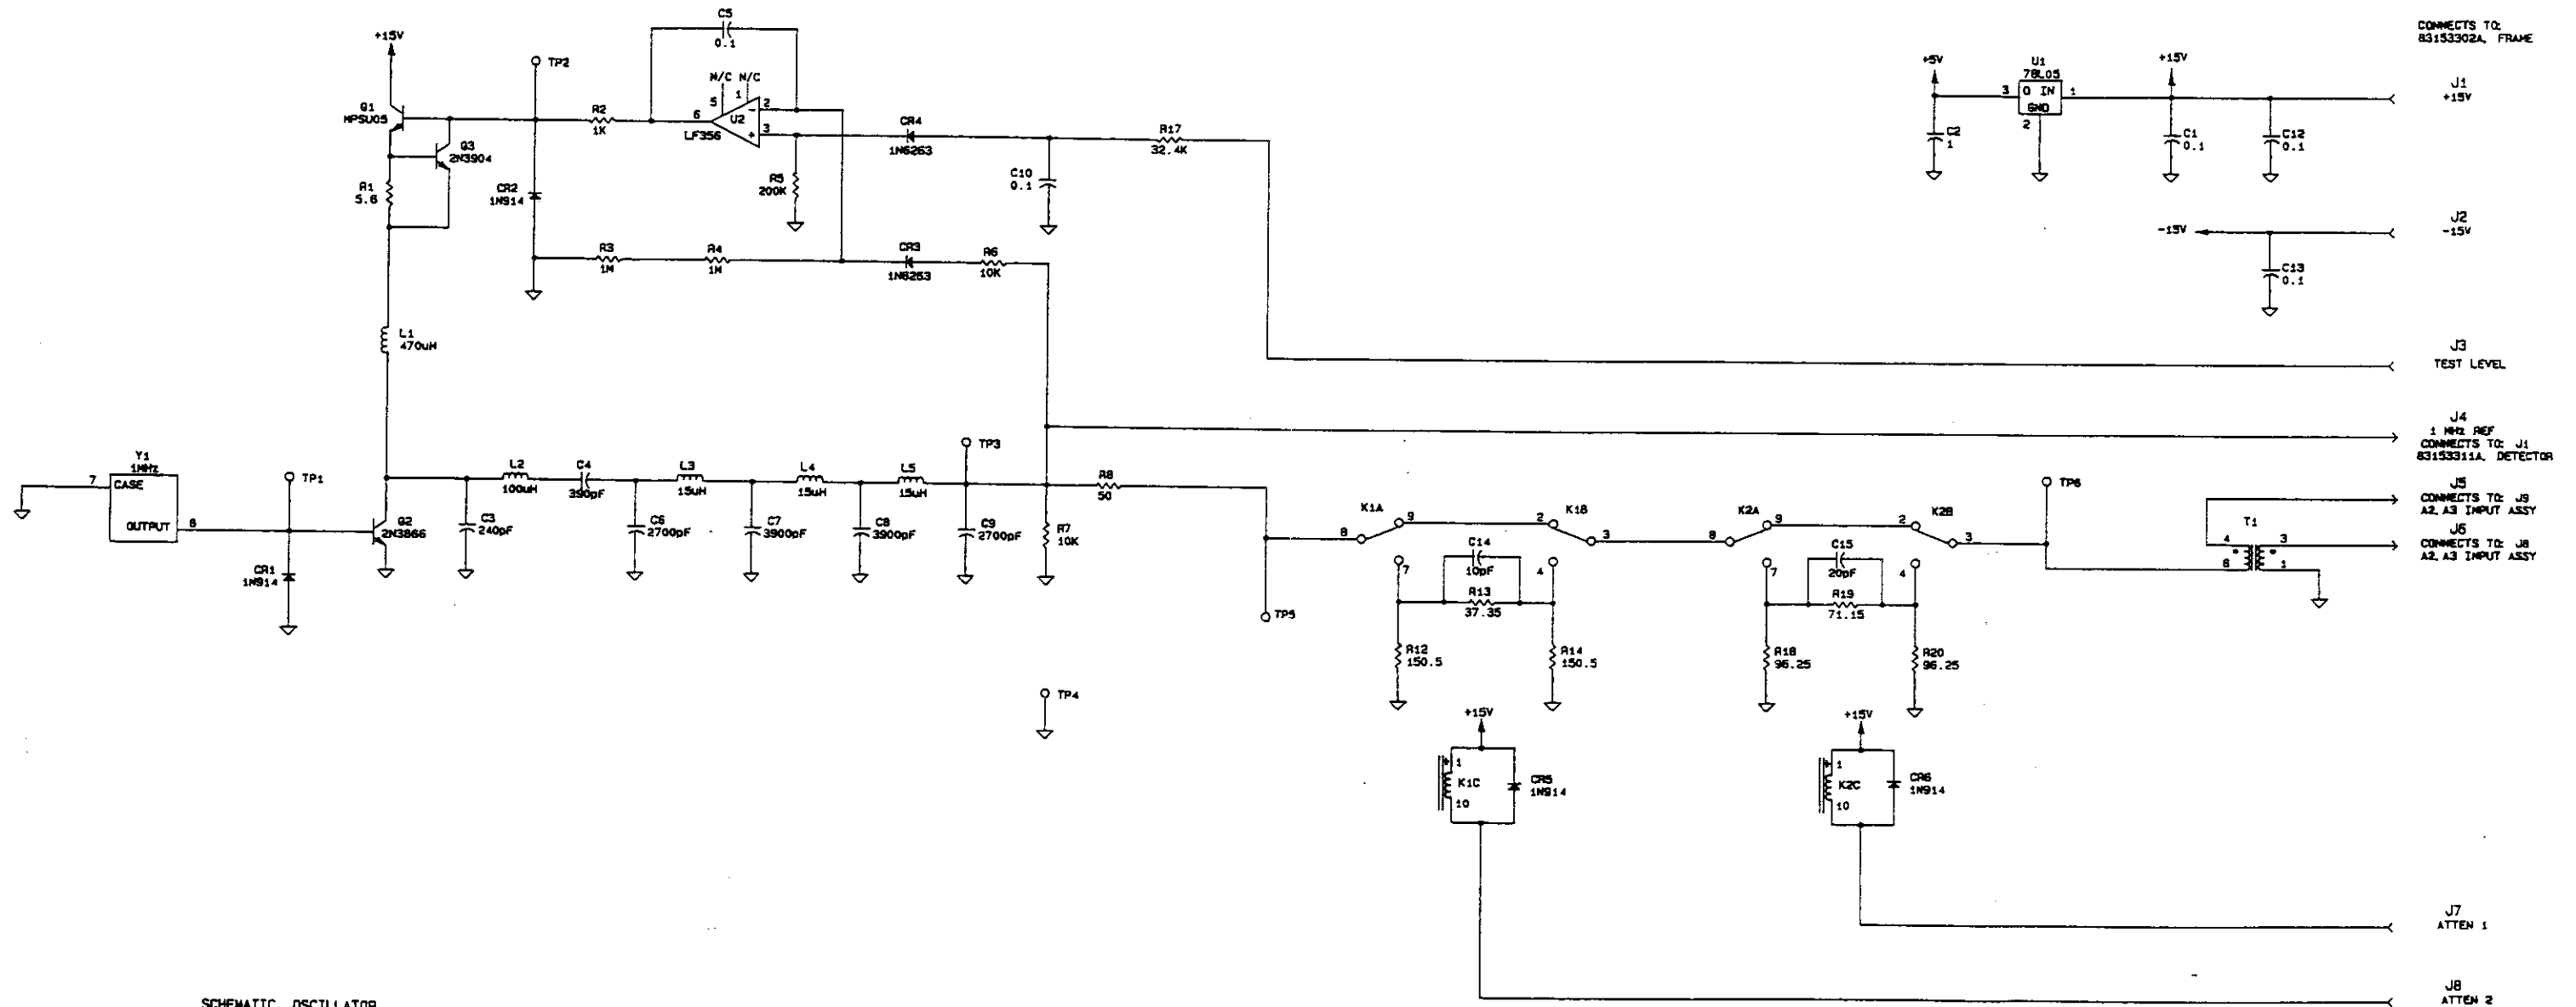 CONNECTS TO:
83153302A, FRAME
J1
+15V
J2
-15V
J3
TEST LEVEL
J4
1 MHz REF
CONNECTS TO: J1
83153311A, DETECTOR
J5
CONNECTS TO: J9
A2, A3 INPUT ASSY
J6
CONNECTS TO: J8
A2, A3 INPUT ASSY
J7
ATTEN 1
J8
ATTEN 2
+15V
Q1
MPSU05
Q3
2N3904
R1
5.6
L1
470uH
TP2
R2
1K
CR2
1N914
C5
0.1
N/C N/C
5
1
2
3
6
-
+
U2
LF356
R5
200K
CR4
1N6263
C10
0.1
R17
32.4K
R3
1M
R4
1M
CR3
1N6263
R6
10K
+5V
U1
78L05
3
O IN
GND
1
2
C2
1
+15V
C1
0.1
C12
0.1
-15V
C13
0.1
Y1
1MHz
7
CASE
OUTPUT
8
TP1
CR1
1N914
Q2
2N3866
C3
240pF
L2
100uH
C4
390pF
C6
2700pF
L3
15uH
C7
3900pF
L4
15uH
C8
3900pF
L5
15uH
TP3
C9
2700pF
R7
10K
R8
50
TP4
TP5
K1A
8
9
7
K1B
2
3
4
C14
10pF
R13
37.35
R12
150.5
R14
150.5
K2A
8
9
7
K2B
2
3
4
C15
20pF
R19
71.15
R18
96.25
R20
96.25
TP6
T1
4
3
6
1
+15V
+
1
K1C
10
CR5
1N914
+15V
+
1
K2C
10
CR6
1N914
SCHEMATIC, OSCILLATOR